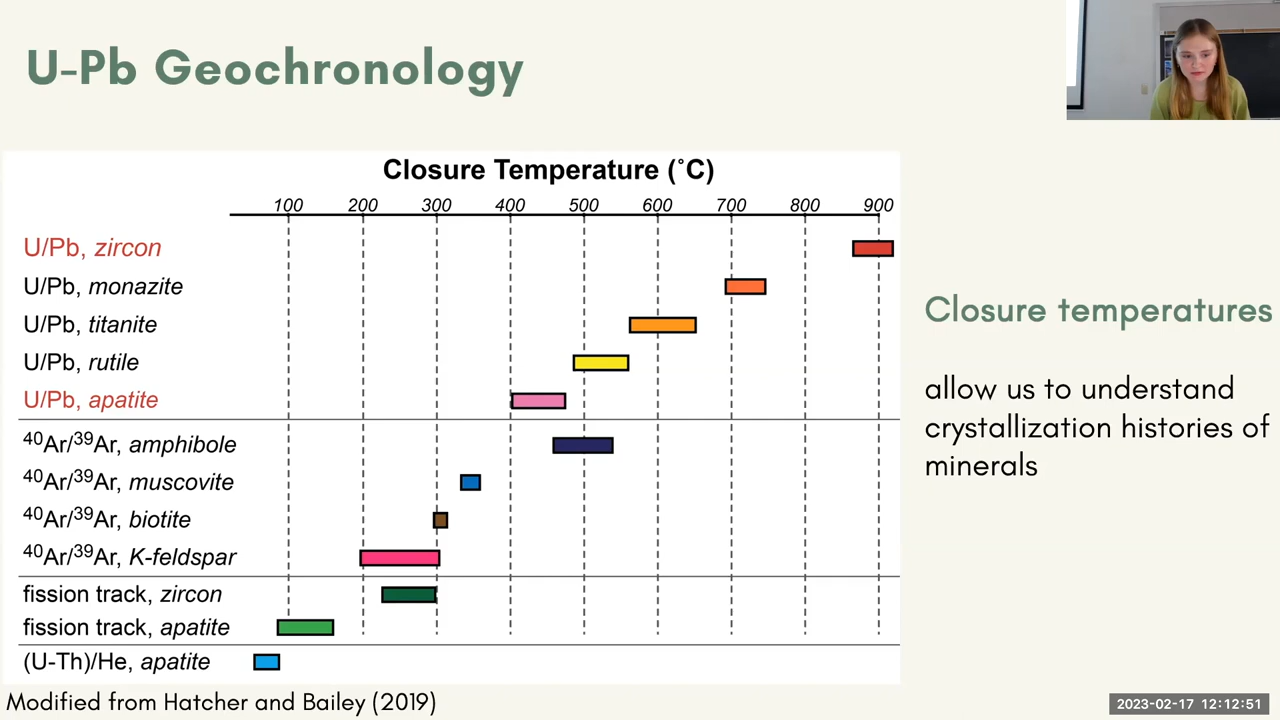 U-Pb Geochronology
Closure Temperature (˚C)
100 200 300 400 500 600 700 800 900
U/Pb, zircon
U/Pb, monazite
U/Pb, titanite
U/Pb, rutile
U/Pb, apatite
⁴⁰Ar/³⁹Ar, amphibole
⁴⁰Ar/³⁹Ar, muscovite
⁴⁰Ar/³⁹Ar, biotite
⁴⁰Ar/³⁹Ar, K-feldspar
fission track, zircon
fission track, apatite
(U-Th)/He, apatite
Modified from Hatcher and Bailey (2019)
Closure temperatures
allow us to understand
crystallization histories of
minerals
2023-02-17 12:12:51